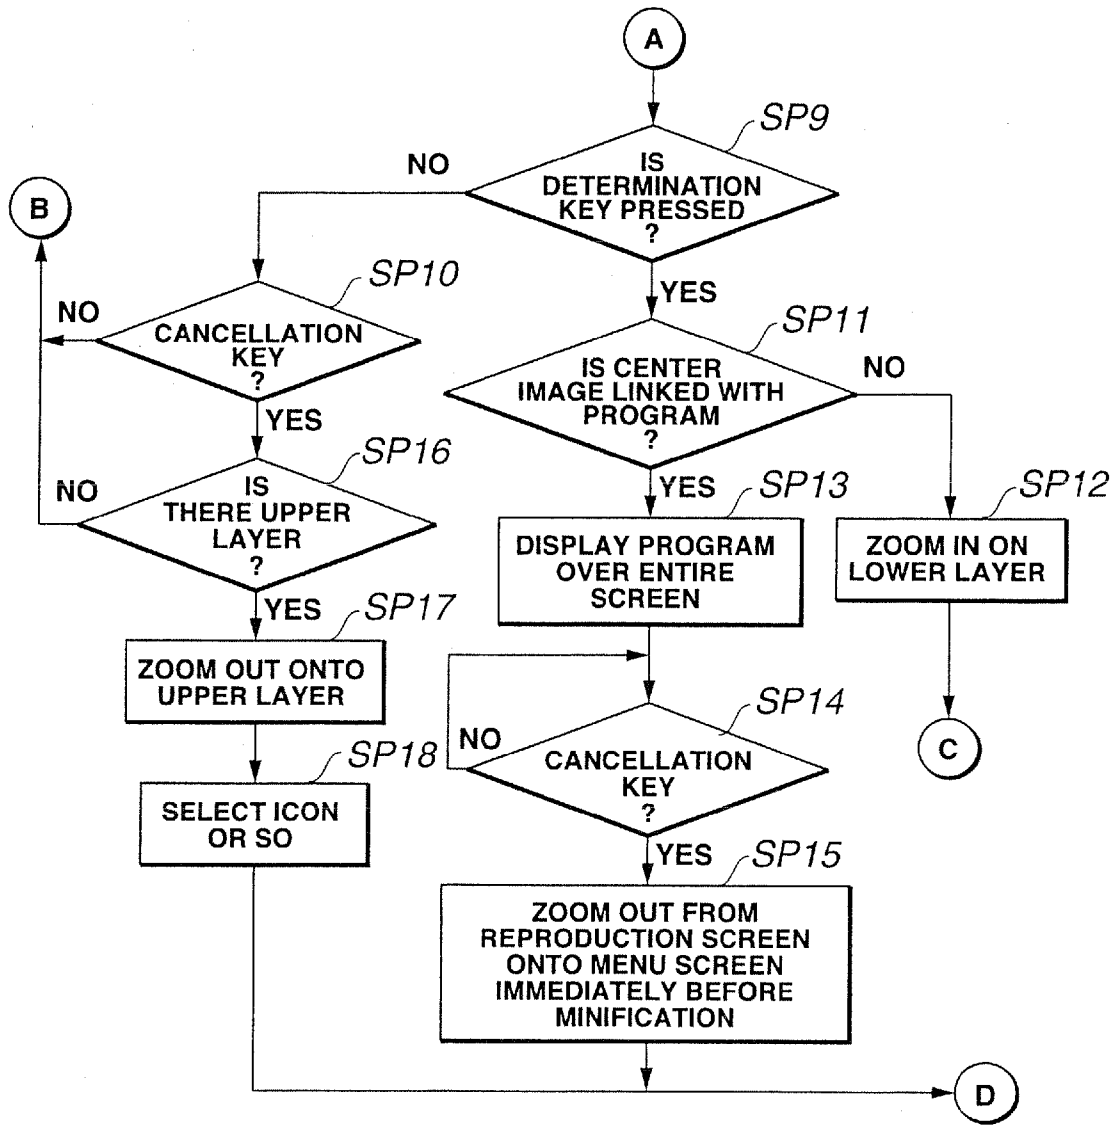 A
SP9
NO
IS
DETERMINATION
KEY PRESSED
?
B
SP10
YES
NO
CANCELLATION
KEY
?
SP11
NO
IS CENTER
IMAGE LINKED WITH
PROGRAM
?
YES
SP16
NO
IS
THERE UPPER
LAYER
?
YES
SP13
SP12
DISPLAY PROGRAM
OVER ENTIRE
SCREEN
ZOOM IN ON
LOWER LAYER
YES
SP17
ZOOM OUT ONTO
UPPER LAYER
SP14
NO
CANCELLATION
KEY
?
C
SP18
SELECT ICON
OR SO
YES
SP15
ZOOM OUT FROM
REPRODUCTION SCREEN
ONTO MENU SCREEN
IMMEDIATELY BEFORE
MINIFICATION
D